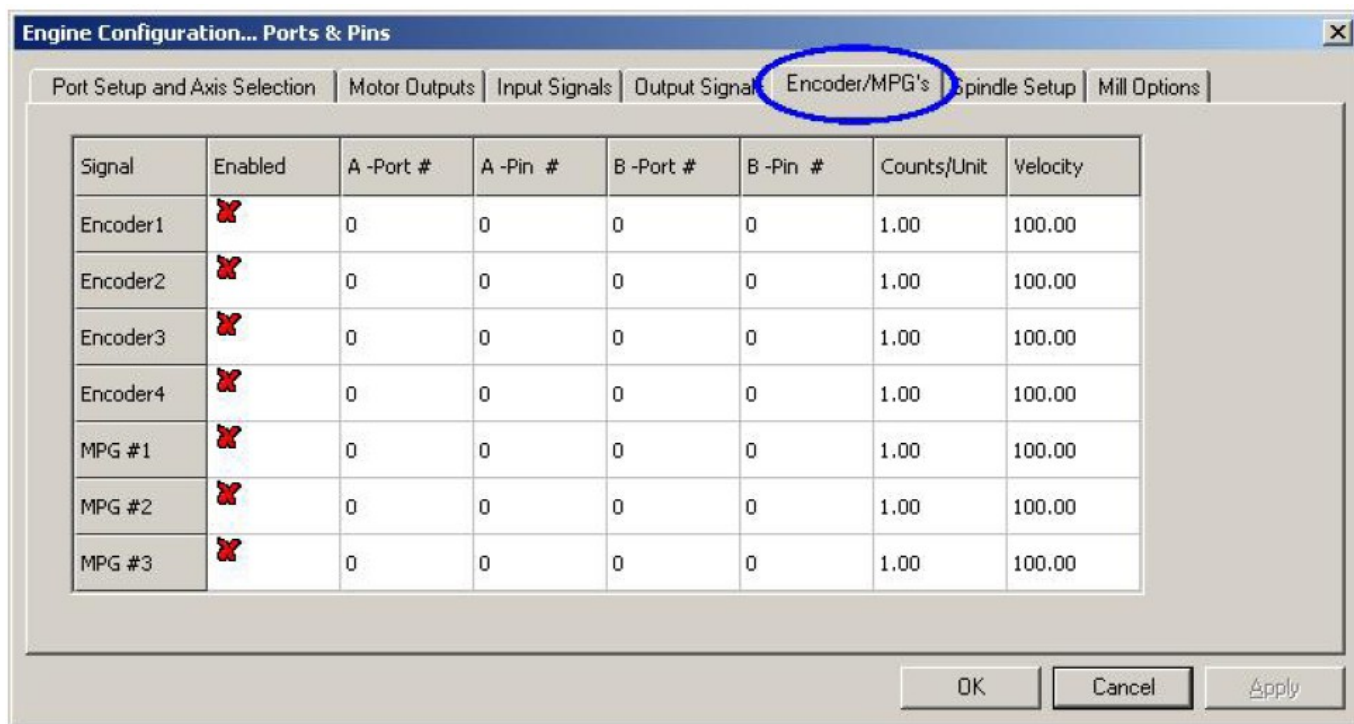 Engine Configuration... Ports & Pins
Port Setup and Axis Selection Motor Outputs Input Signals Output Signal Encoder/MPG's Spindle Setup Mill Options
Signal Enabled A -Port # A -Pin # B -Port # B -Pin # Counts/Unit Velocity
Encoder1 0 0 0 0 1.00 100.00
Encoder2 0 0 0 0 1.00 100.00
Encoder3 0 0 0 0 1.00 100.00
Encoder4 0 0 0 0 1.00 100.00
MPG #1 0 0 0 0 1.00 100.00
MPG #2 0 0 0 0 1.00 100.00
MPG #3 0 0 0 0 1.00 100.00
OK Cancel Apply